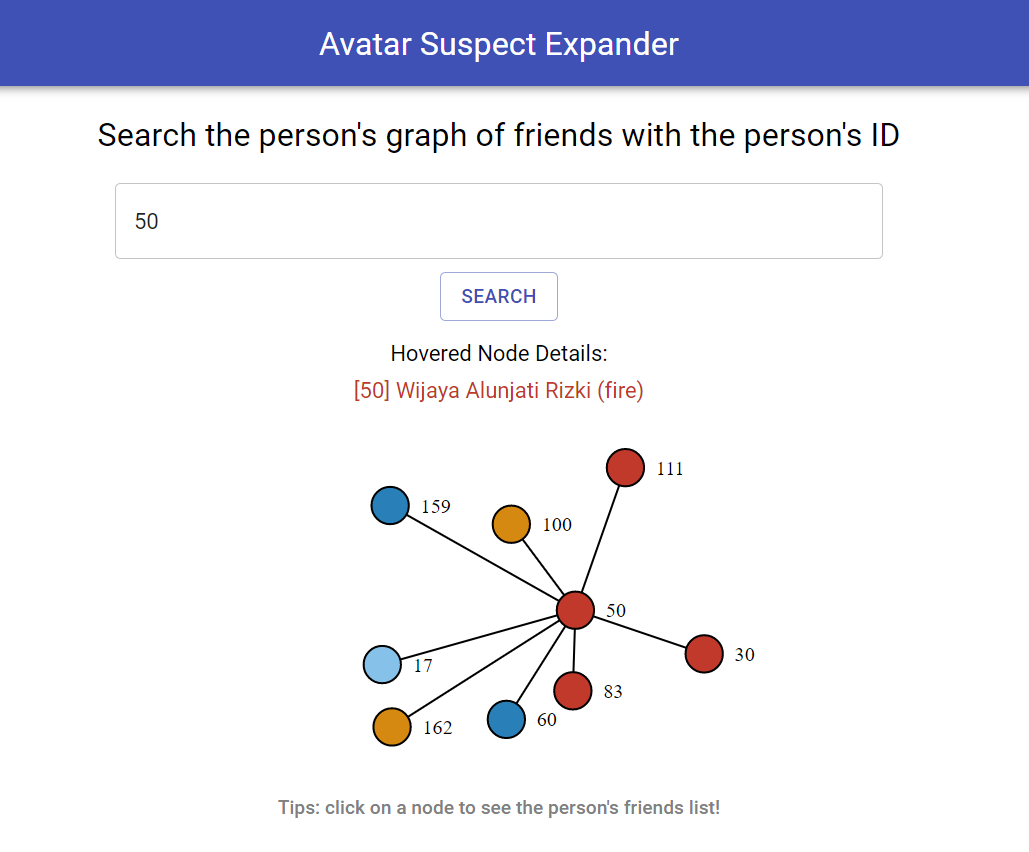 Avatar Suspect Expander
Search the person's graph of friends with the person's ID
50
SEARCH
Hovered Node Details:
[50] Wijaya Alunjati Rizki (fire)
111
159
100
50
30
17
83
162
60
Tips: click on a node to see the person's friends list!